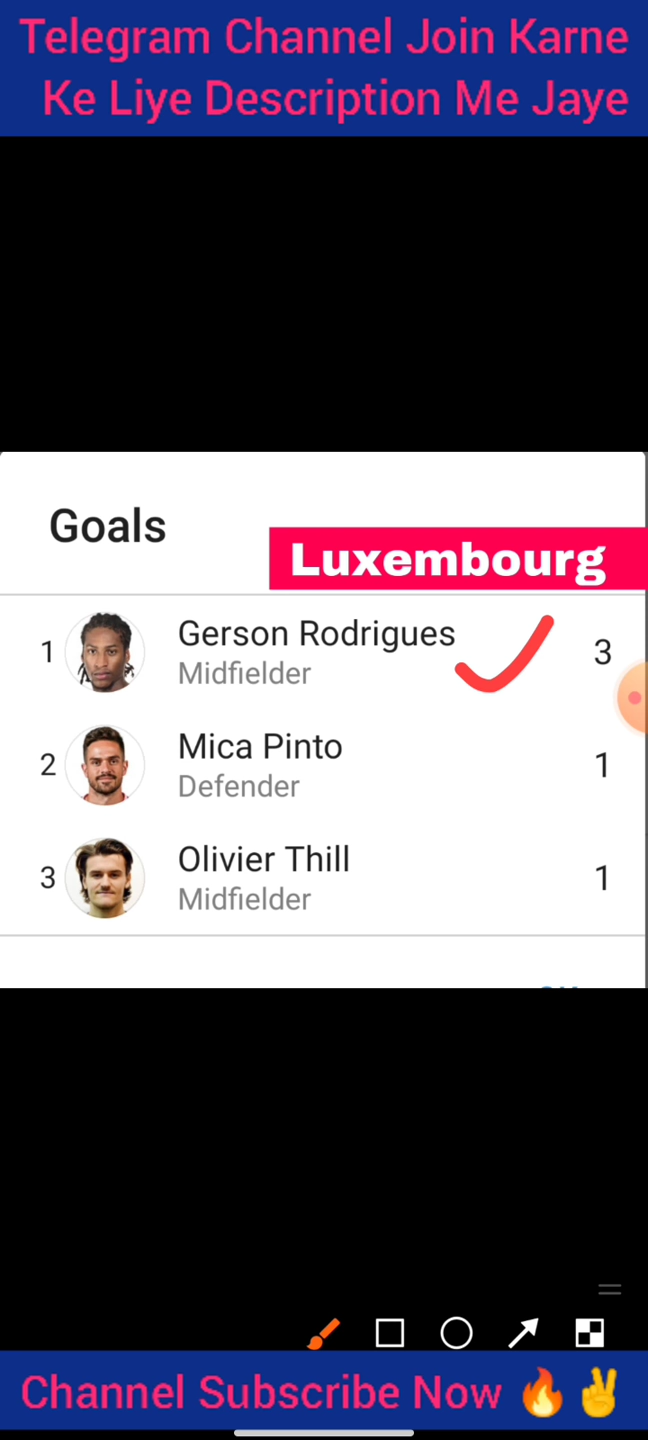 Telegram Channel Join Karne
Ke Liye Description Me Jaye
Goals
Luxembourg
1 Gerson Rodrigues 3
Midfielder
2 Mica Pinto 1
Defender
3 Olivier Thill 1
Midfielder
Channel Subscribe Now 🔥✌